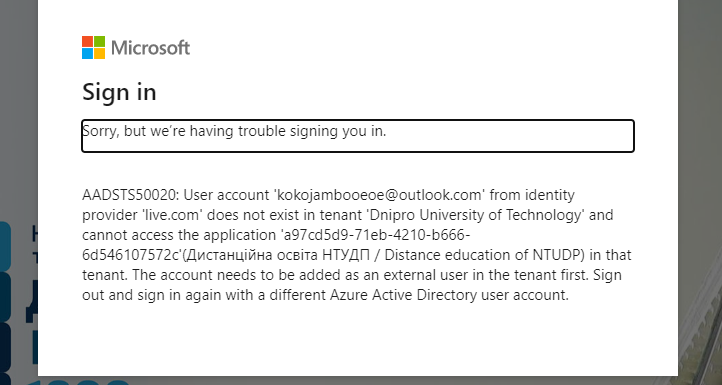 Microsoft
Sign in
Sorry, but we're having trouble signing you in.
AADSTS50020: User account 'kokojambooeoe@outlook.com' from identity
provider 'live.com' does not exist in tenant 'Dnipro University of Technology' and
cannot access the application 'a97cd5d9-71eb-4210-b666-
6d546107572c'(Дистанційна освіта НТУДП / Distance education of NTUDP) in that
tenant. The account needs to be added as an external user in the tenant first. Sign
out and sign in again with a different Azure Active Directory user account.